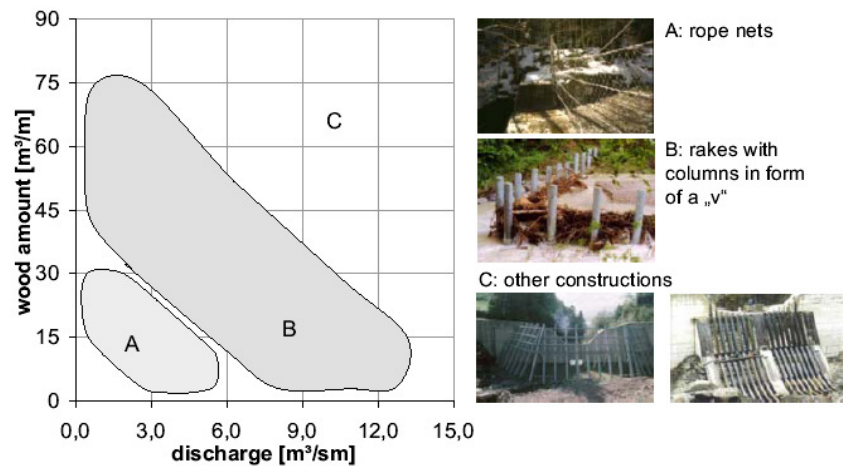 90
75
60
45
30
15
0
wood amount [m³/m]
0,0 3,0 6,0 9,0 12,0 15,0
discharge [m³/sm]
A
B
C
A: rope nets
B: rakes with
columns in form
of a „v“
C: other constructions